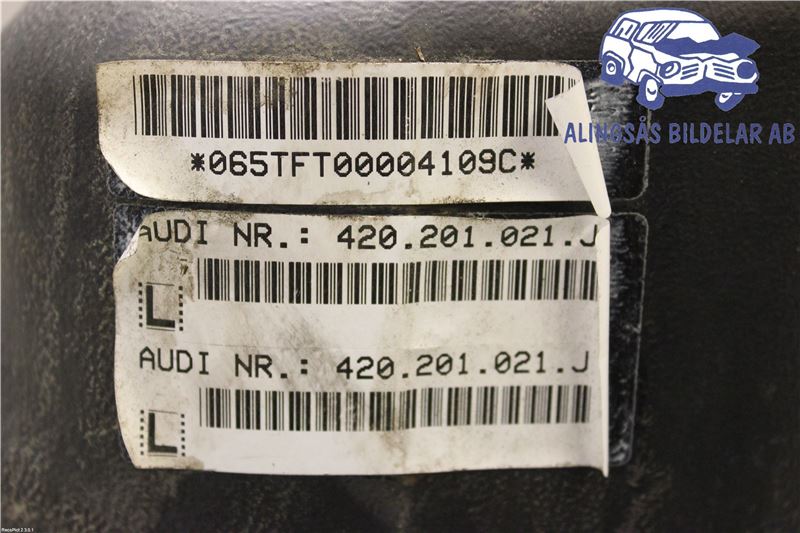 ALINGSÅS BILDELAR AB
*065TFT00004109C*
AUDI NR.: 420.201.021.J
L
AUDI NR.: 420.201.021.J
L